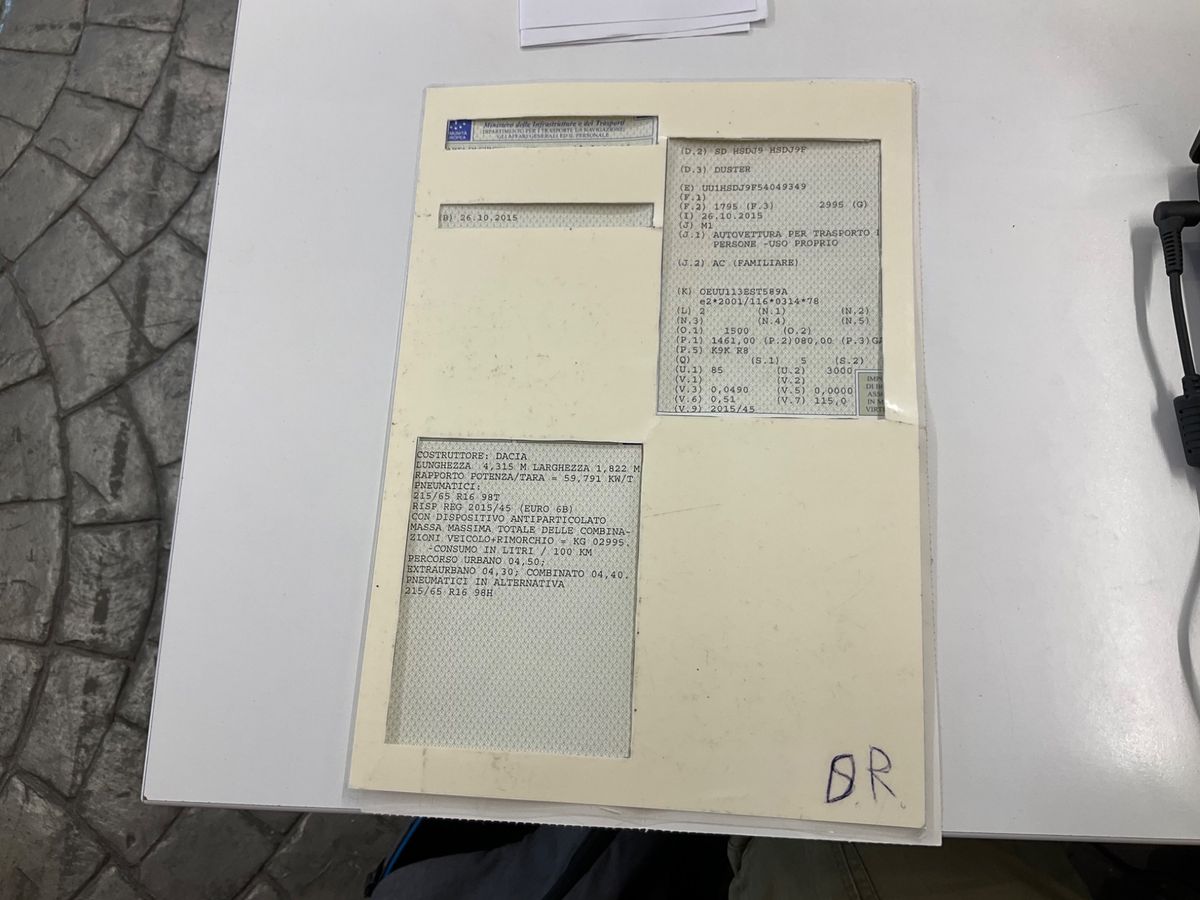 Ministero delle Infrastrutture e dei Trasporti
DIPARTIMENTO PER I TRASPORTI, LA NAVIGAZIONE,
GLI AFFARI GENERALI ED IL PERSONALE
(B) 26.10.2015
(D.2) SD HSDJ9 HSDJ9F
(D.3) DUSTER
(E) UU1HSDJ9F54049349
(F.1)
(F.2) 1795 (F.3) 2995 (G)
(I) 26.10.2015
(J) M1
(J.1) AUTOVETTURA PER TRASPORTO
PERSONE -USO PROPRIO
(J.2) AC (FAMILIARE)
(K) OEUU113EST589A
e2*2001/116*0314*78
(L) 2 (N.1) (N.2)
(N.3) (N.4) (N.5)
(O.1) 1500 (O.2)
(P.1) 1461,00 (P.2)080,00 (P.3)GA
(P.5) K9K R8
(Q) (S.1) 5 (S.2)
(U.1) 85 (U.2) 3000
(V.1) (V.2)
(V.3) 0,0490 (V.5) 0,0000
(V.6) 0,51 (V.7) 115,0
(V.9) 2015/45
COSTRUTTORE: DACIA
LUNGHEZZA 4,315 M LARGHEZZA 1,822 M
RAPPORTO POTENZA/TARA = 59,791 KW/T
PNEUMATICI:
215/65 R16 98T
RISP REG 2015/45 (EURO 6B)
CON DISPOSITIVO ANTIPARTICOLATO
MASSA MASSIMA TOTALE DELLE COMBINA-
ZIONI VEICOLO+RIMORCHIO = KG 02995.
-CONSUMO IN LITRI / 100 KM
PERCORSO URBANO 04,50;
EXTRAURBANO 04,30; COMBINATO 04,40.
PNEUMATICI IN ALTERNATIVA
215/65 R16 98H